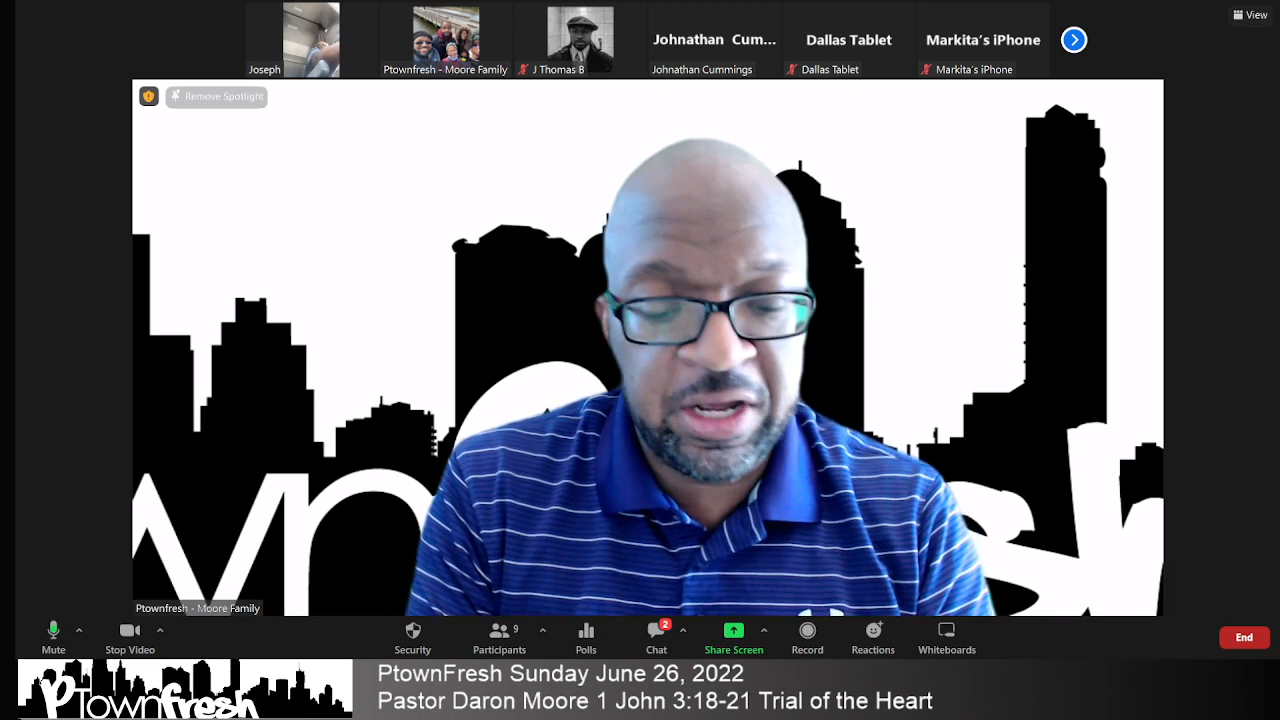 View
Johnathan Cum...
Dallas Tablet
Markita's iPhone
Joseph
Ptownfresh - Moore Family
J Thomas B
Johnathan Cummings
Dallas Tablet
Markita's iPhone
Remove Spotlight
wn
sh
Ptownfresh - Moore Family
Mute
Stop Video
Security
Participants
9
Polls
Chat
2
Share Screen
Record
Reactions
Whiteboards
End
PTownfresh
PtownFresh Sunday June 26, 2022
Pastor Daron Moore 1 John 3:18-21 Trial of the Heart